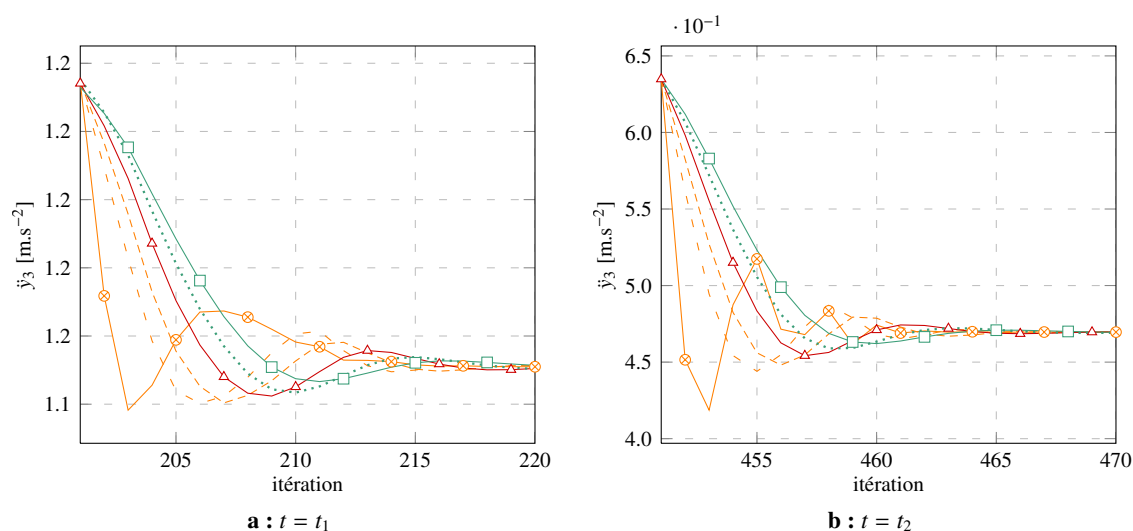 1.2
1.2
1.2
1.2
1.2
1.1
ÿ₃ [m.s⁻²]
205 210 215 220
itération
a : t = t₁
· 10⁻¹
6.5
6.0
5.5
5.0
4.5
4.0
ÿ₃ [m.s⁻²]
455 460 465 470
itération
b : t = t₂